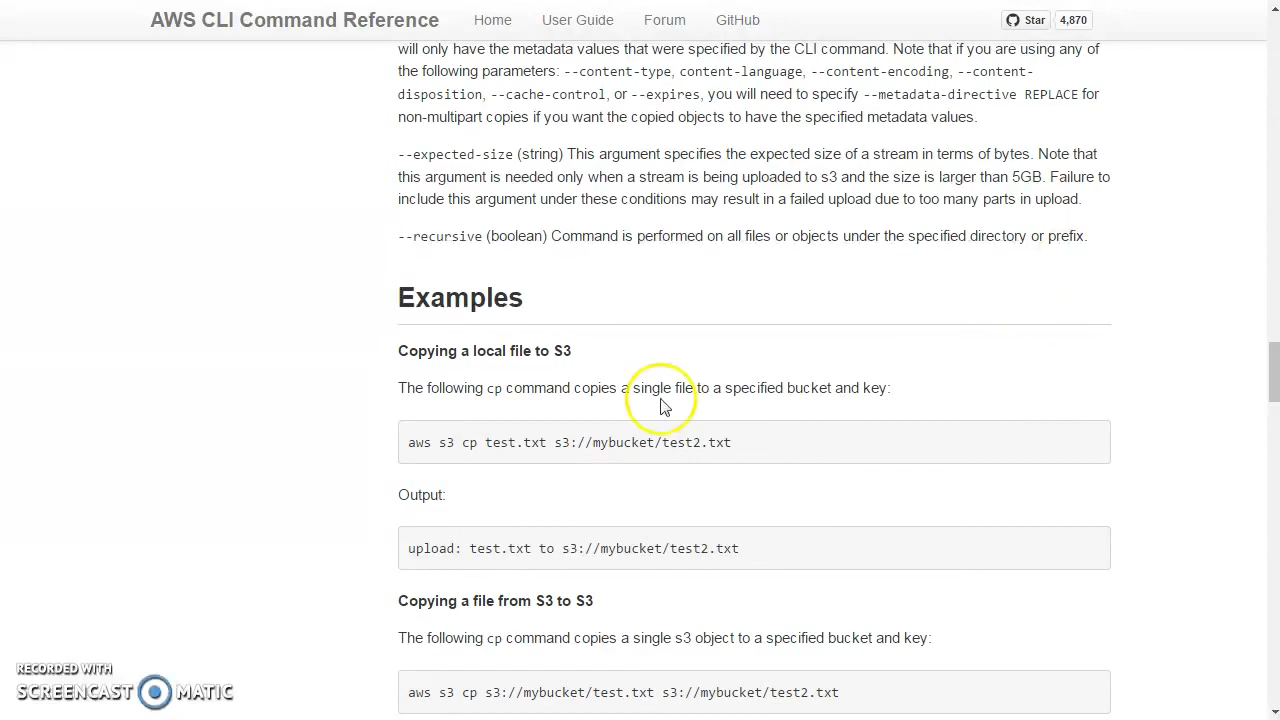 AWS CLI Command Reference Home User Guide Forum GitHub Star 4,870
will only have the metadata values that were specified by the CLI command. Note that if you are using any of
the following parameters: --content-type, content-language, --content-encoding, --content-
disposition, --cache-control, or --expires, you will need to specify --metadata-directive REPLACE for
non-multipart copies if you want the copied objects to have the specified metadata values.
--expected-size (string) This argument specifies the expected size of a stream in terms of bytes. Note that
this argument is needed only when a stream is being uploaded to s3 and the size is larger than 5GB. Failure to
include this argument under these conditions may result in a failed upload due to too many parts in upload.
--recursive (boolean) Command is performed on all files or objects under the specified directory or prefix.
Examples
Copying a local file to S3
The following cp command copies a single file to a specified bucket and key:
aws s3 cp test.txt s3://mybucket/test2.txt
Output:
upload: test.txt to s3://mybucket/test2.txt
Copying a file from S3 to S3
The following cp command copies a single s3 object to a specified bucket and key:
aws s3 cp s3://mybucket/test.txt s3://mybucket/test2.txt
RECORDED WITH
SCREENCAST MATIC